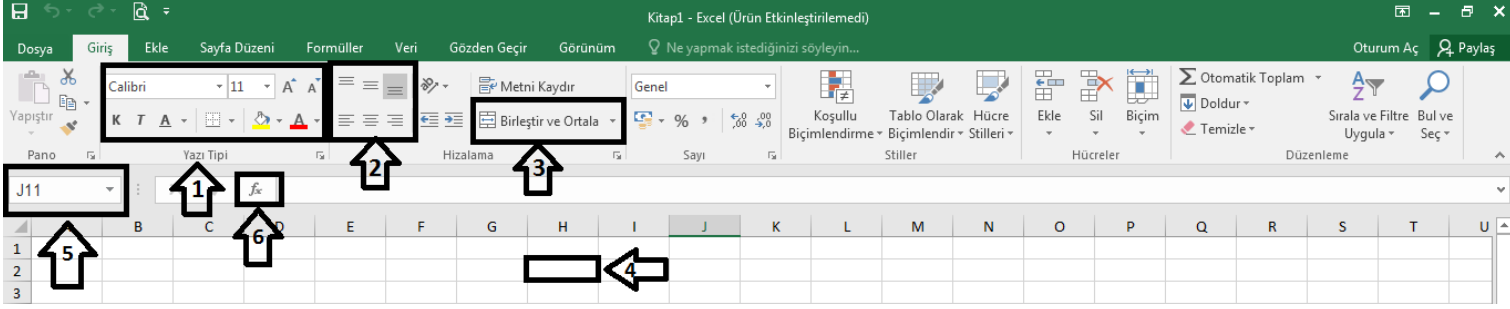 Kitap1 - Excel (Ürün Etkinleştirilemedi)
Dosya Giriş Ekle Sayfa Düzeni Formüller Veri Gözden Geçir Görünüm Ne yapmak istediğinizi söyleyin... Oturum Aç Paylaş
Calibri 11 A A Metni Kaydır Genel Otomatik Toplam
Yapıştır K T A A Birleştir ve Ortala % Koşullu Biçimlendirme Tablo Olarak Biçimlendir Hücre Stilleri Ekle Sil Biçim Doldur Temizle Sırala ve Filtre Uygula Bul ve Seç
Pano Yazı Tipi Hizalama Sayı Stiller Hücreler Düzenleme
1 2 3
J11 fx
B C D E F G H I J K L M N O P Q R S T U
5 6
1
2 4
3